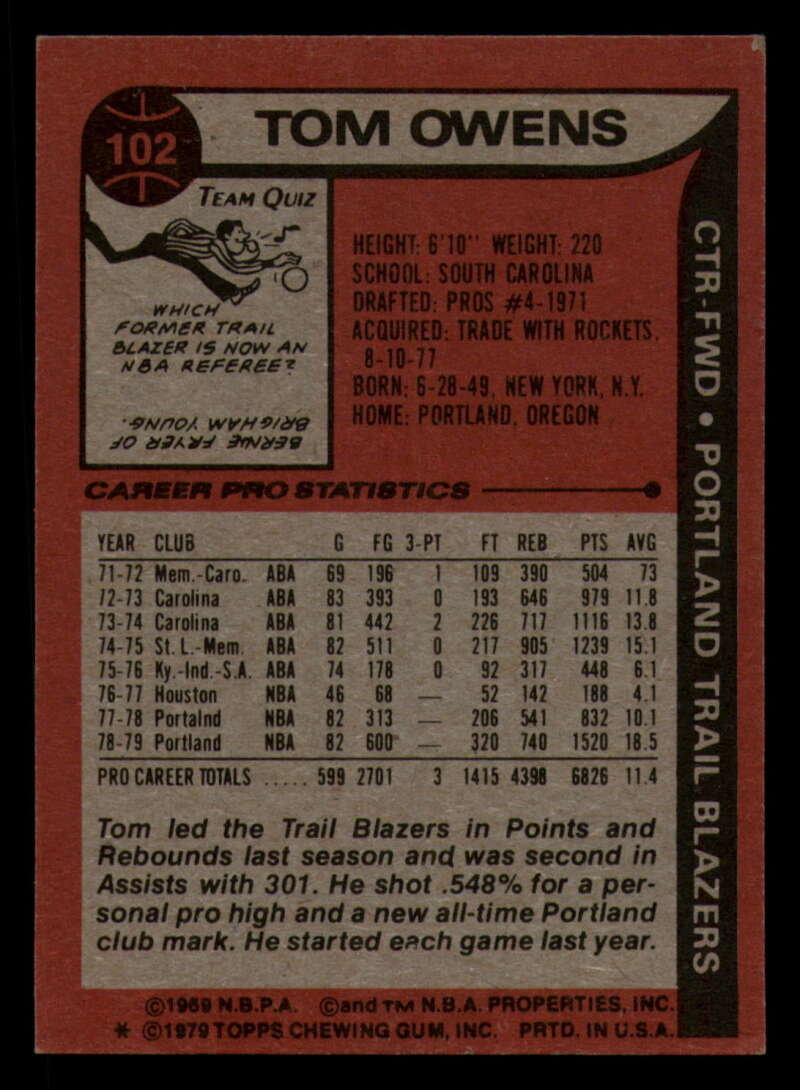 102
TOM OWENS
TEAM QUIZ
WHICH
FORMER TRAIL
BLAZER IS NOW AN
NBA REFEREE?
BERNIE FRYER OF
BRIGHAM YOUNG.
HEIGHT: 6'10" WEIGHT: 220
SCHOOL: SOUTH CAROLINA
DRAFTED: PROS #4-1971
ACQUIRED: TRADE WITH ROCKETS,
8-10-77
BORN: 6-28-49, NEW YORK, N.Y.
HOME: PORTLAND, OREGON
CTR-FWD • PORTLAND TRAIL BLAZERS
CAREER PRO STATISTICS
YEAR CLUB G FG 3-PT FT REB PTS AVG
71-72 Mem.-Caro. ABA 69 196 1 109 390 504 73
72-73 Carolina ABA 83 393 0 193 646 979 11.8
73-74 Carolina ABA 81 442 2 226 717 1116 13.8
74-75 St. L.-Mem. ABA 82 511 0 217 905 1239 15.1
75-76 Ky.-Ind.-S.A. ABA 74 178 0 92 317 448 6.1
76-77 Houston NBA 46 68 — 52 142 188 4.1
77-78 Portalnd NBA 82 313 — 206 541 832 10.1
78-79 Portland NBA 82 600 — 320 740 1520 18.5
PRO CAREER TOTALS ..... 599 2701 3 1415 4398 6826 11.4
Tom led the Trail Blazers in Points and
Rebounds last season and was second in
Assists with 301. He shot .548% for a per-
sonal pro high and a new all-time Portland
club mark. He started each game last year.
©1969 N.B.P.A. ©and TM N.B.A. PROPERTIES, INC.
* ©1979 TOPPS CHEWING GUM, INC. PRTD. IN U.S.A.